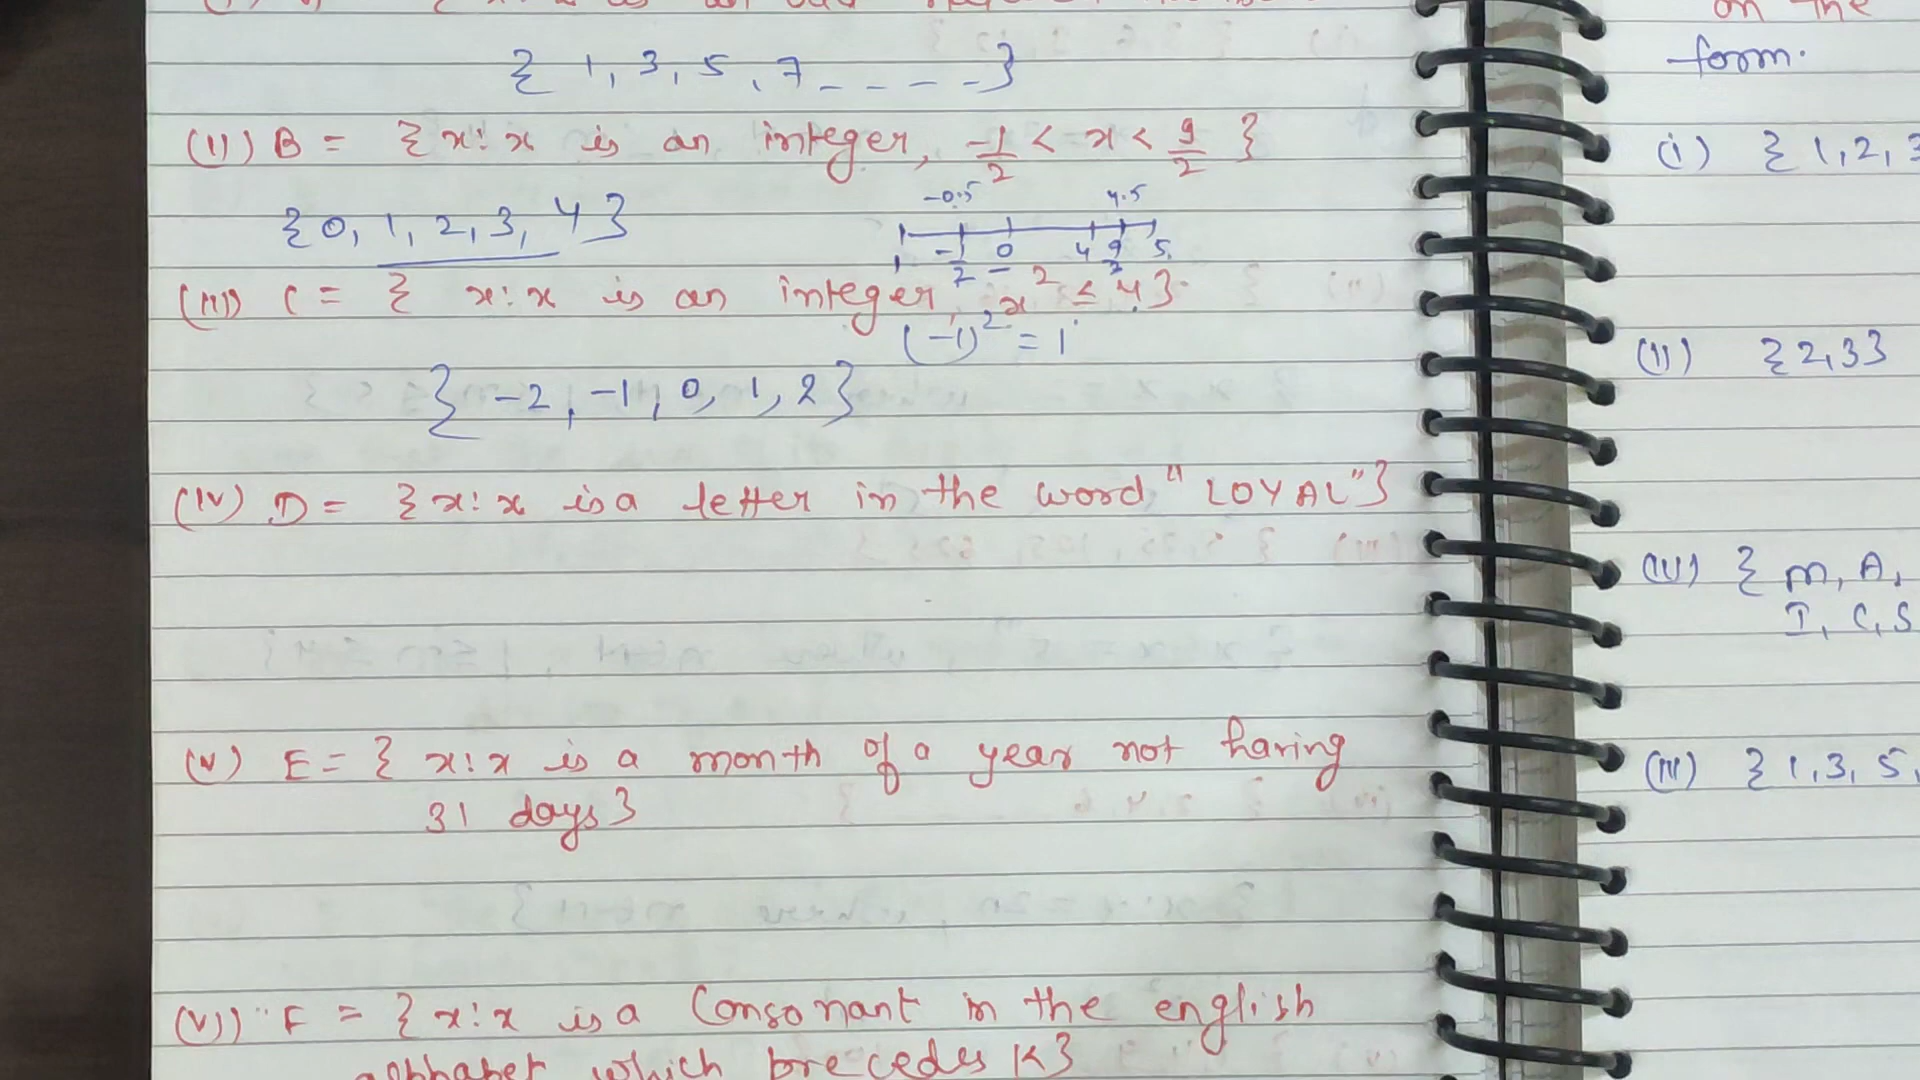 { 1, 3, 5, 7 - - - - }
(II) B = { x : x is an integer, -1/2 < x < 9/2 }
-0.5 4.5
{ 0, 1, 2, 3, 4 }
-1/2 0 4 9/2 5
(III) C = { x : x is an integer, x² ≤ 4 }
(-1)² = 1
{ -2, -1, 0, 1, 2 }
(IV) D = { x : x is a letter in the word "LOYAL" }
(V) E = { x : x is a month of a year not having
31 days }
(VI) F = { x : x is a Consonant in the english
alphabet which precedes K }
on the
form.
(i) { 1, 2, 3
(II) { 2, 3 }
(IV) { M, A,
I, C, S
(III) { 1, 3, 5,